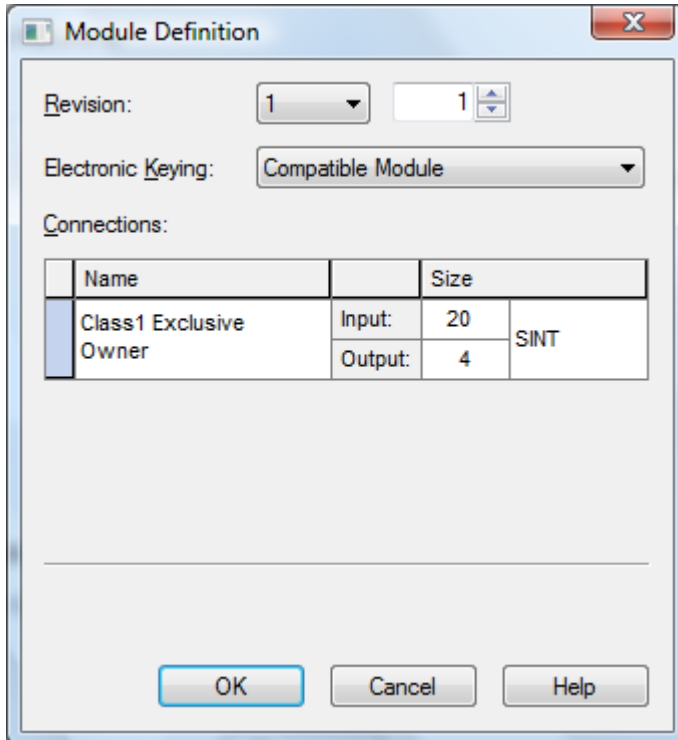 Module Definition
Revision: 1 1
Electronic Keying: Compatible Module
Connections:
Name Size
Class1 Exclusive Owner Input: 20 SINT
Output: 4
OK Cancel Help